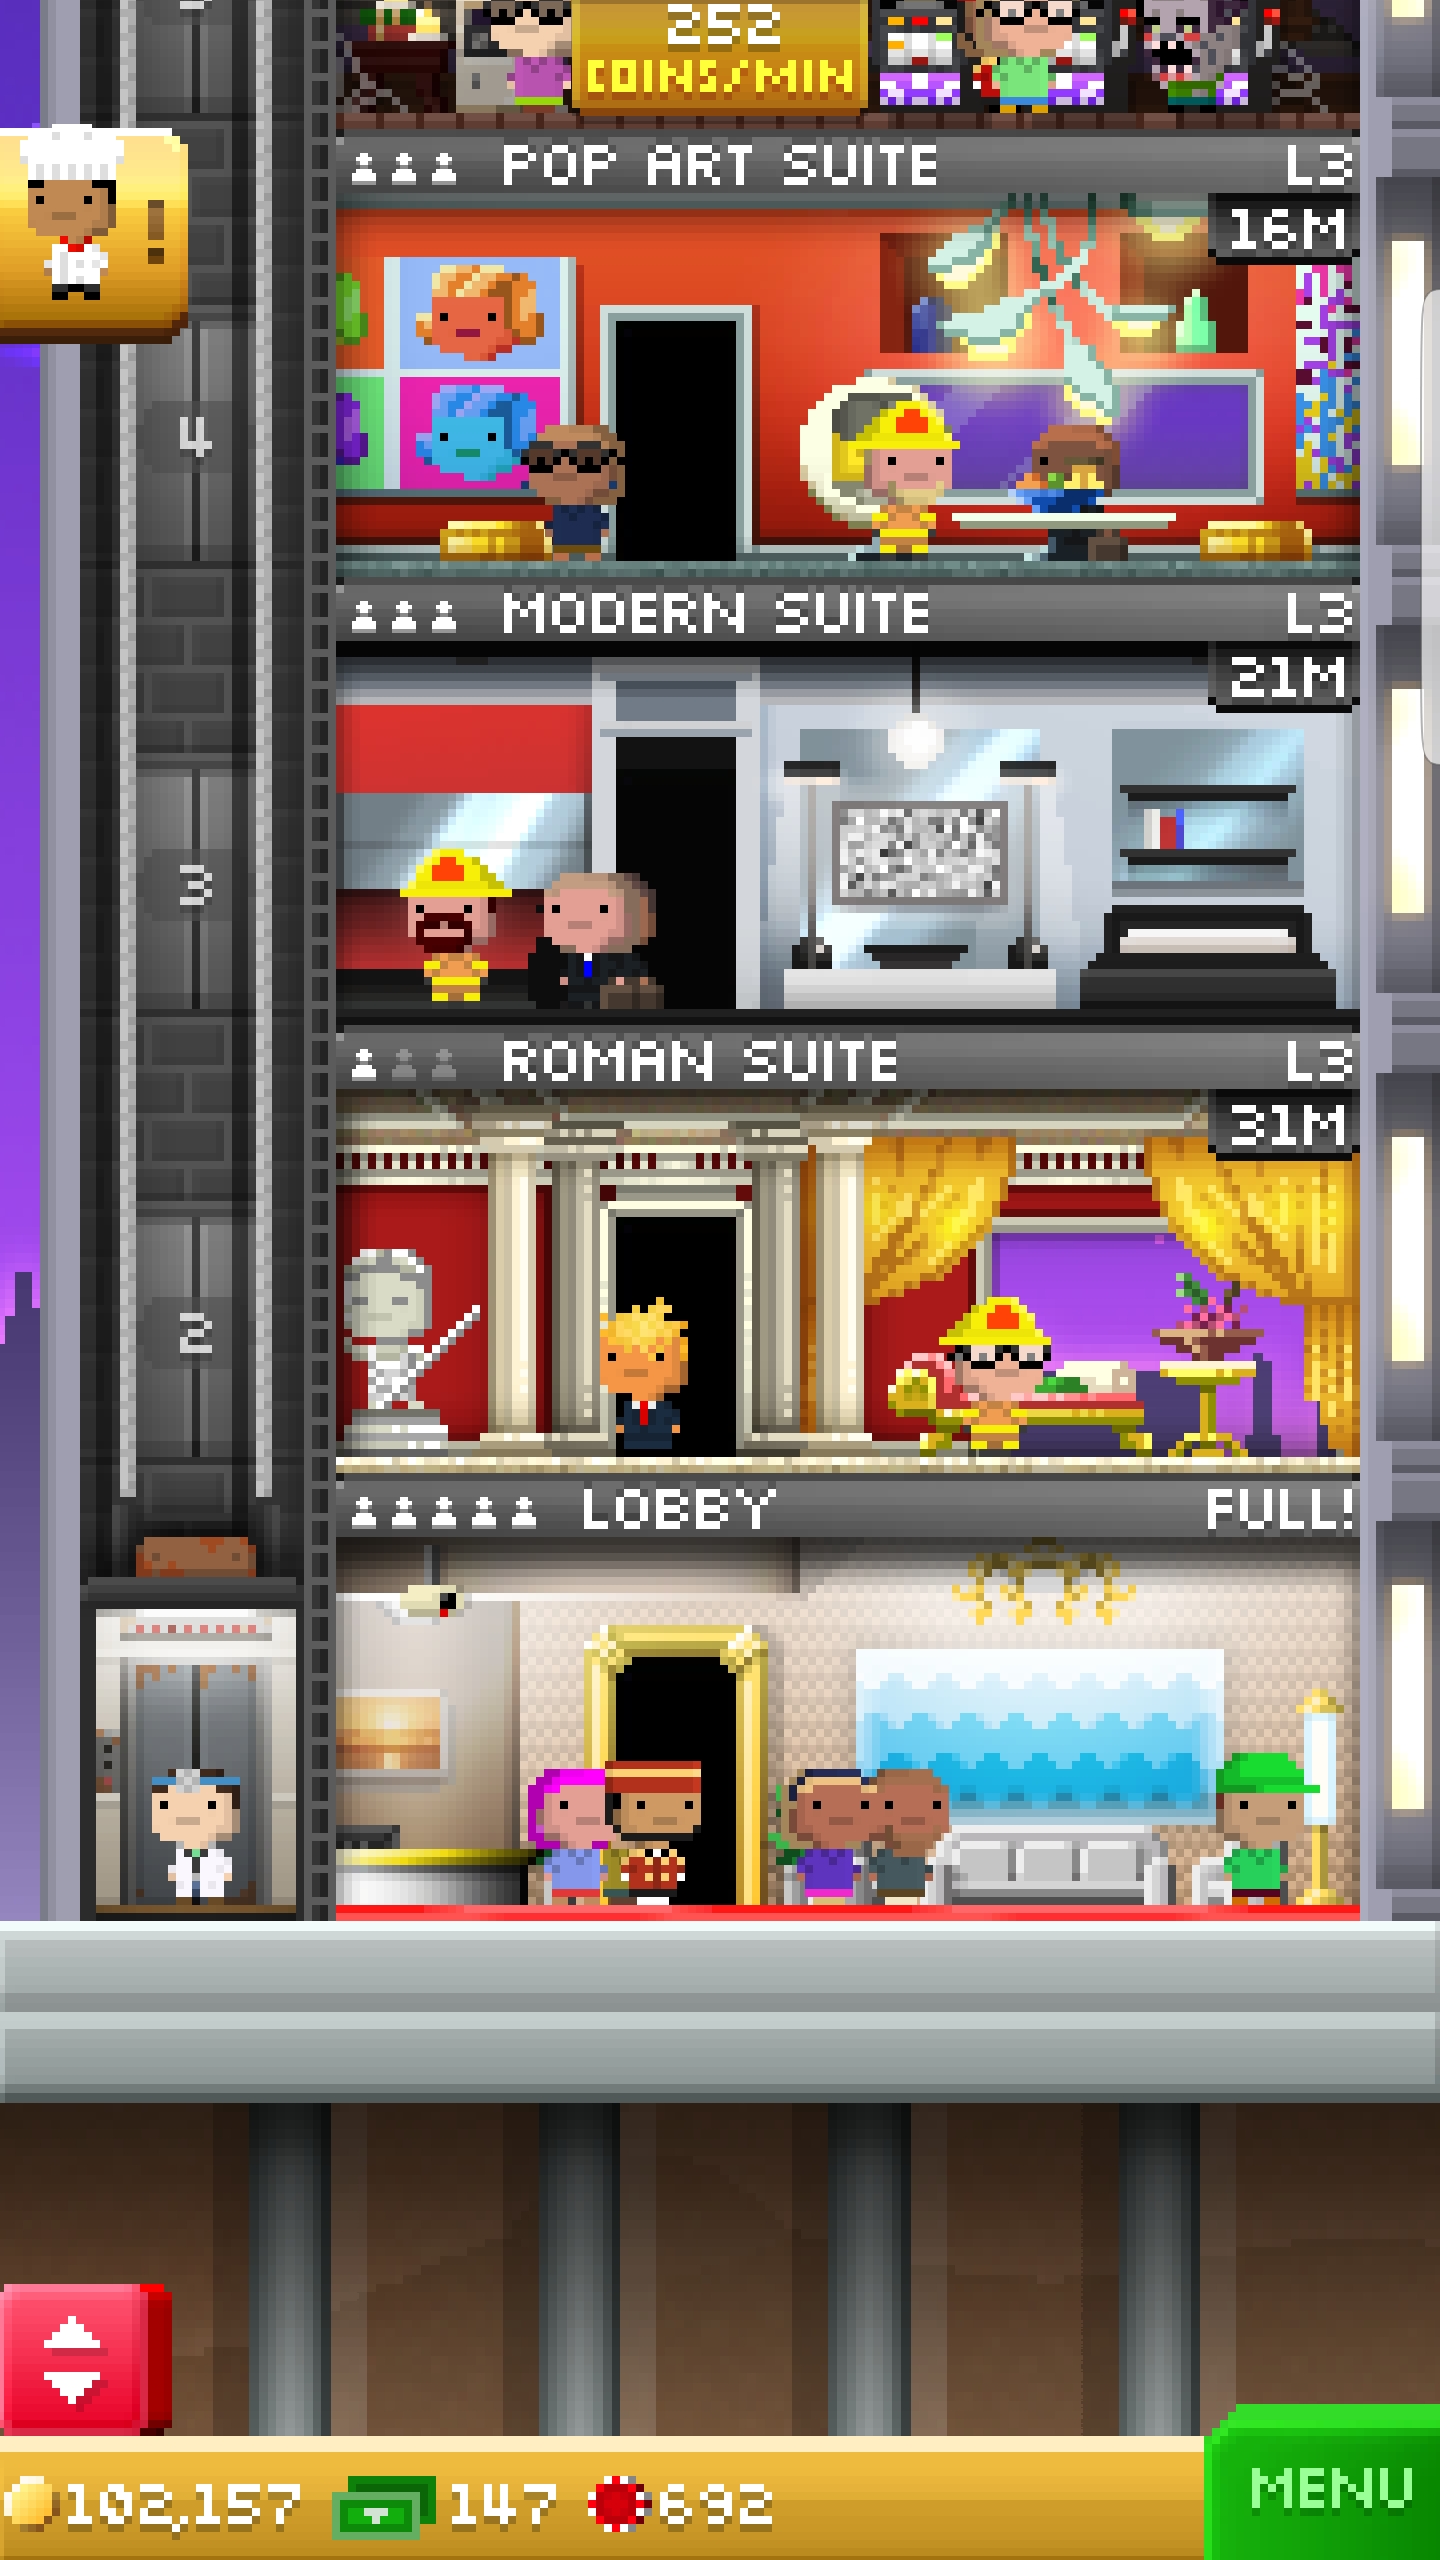 252
COINS/MIN
POP ART SUITE L3
16M
!
4
MODERN SUITE L3
21M
3
ROMAN SUITE L3
31M
2
LOBBY FULL!
102,157 147 692
MENU